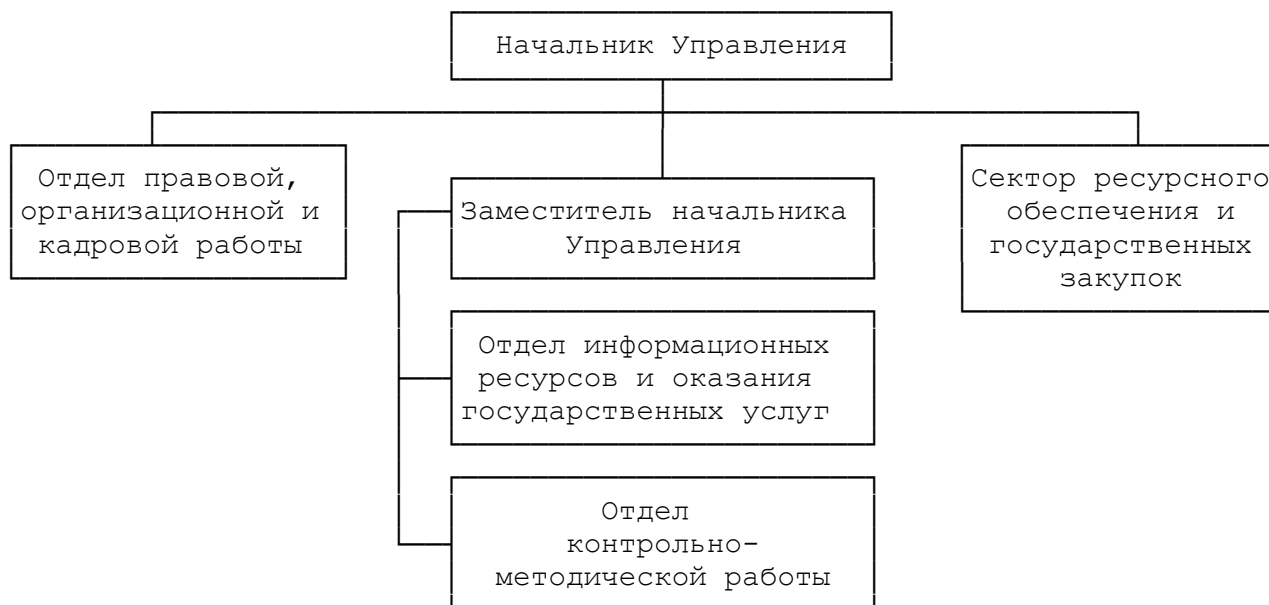 Начальник Управления
Отдел правовой,
организационной и
кадровой работы
Заместитель начальника
Управления
Сектор ресурсного
обеспечения и
государственных
закупок
Отдел информационных
ресурсов и оказания
государственных услуг
Отдел
контрольно-
методической работы